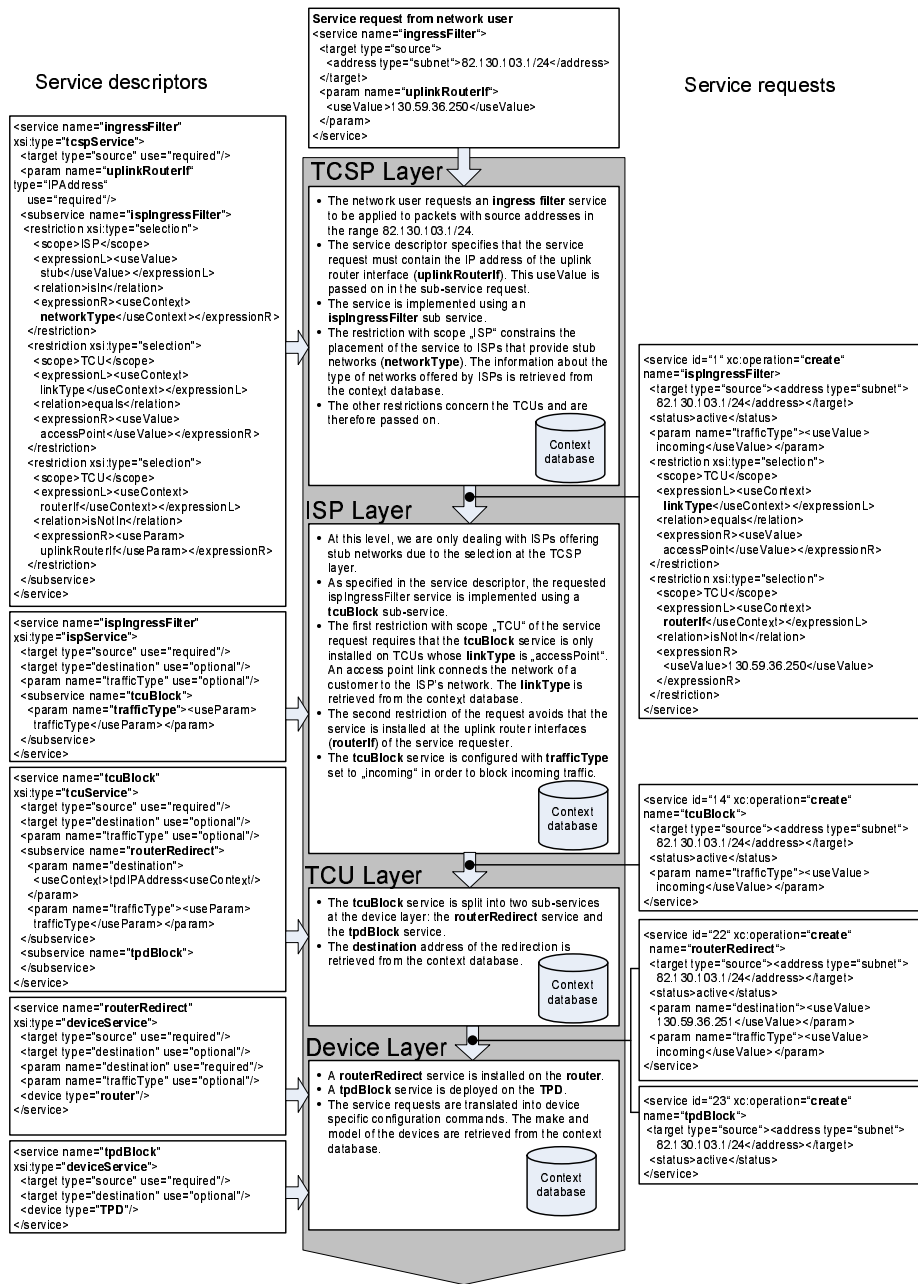 Service request from network user
<service name="ingressFilter">
<target type="source">
<address type="subnet">82.130.103.1/24</address>
</target>
<param name="uplinkRouterIf">
<useValue>130.59.36.250</useValue>
</param>
</service>
Service descriptors
<service name="ingressFilter"
xsi:type="tcspService">
<target type="source" use="required"/>
<param name="uplinkRouterIf"
type="IPAddress"
use="required"/>
<subservice name="ispIngressFilter">
<restriction xsi:type="selection">
<scope>ISP</scope>
<expressionL><useValue>
stub</useValue></expressionL>
<relation>isIn</relation>
<expressionR><useContext>
networkType</useContext></expressionR>
</restriction>
<restriction xsi:type="selection">
<scope>TCU</scope>
<expressionL><useContext>
linkType</useContext></expressionL>
<relation>equals</relation>
<expressionR><useValue>
accessPoint</useValue></expressionR>
</restriction>
<restriction xsi:type="selection">
<scope>TCU</scope>
<expressionL><useContext>
routerIf</useContext></expressionL>
<relation>isNotIn</relation>
<expressionR><useParam>
uplinkRouterIf</useParam></expressionR>
</restriction>
</subservice>
</service>
<service name="ispIngressFilter"
xsi:type="ispService">
<target type="source" use="required"/>
<target type="destination" use="optional"/>
<param name="trafficType" use="optional"/>
<subservice name="tcuBlock">
<param name="trafficType"><useParam>
trafficType</useParam></param>
</subservice>
</service>
<service name="tcuBlock"
xsi:type="tcuService">
<target type="source" use="required"/>
<target type="destination" use="optional"/>
<param name="trafficType" use="optional"/>
<subservice name="routerRedirect">
<param name="destination">
<useContext>tpdIPAddress<useContext/>
</param>
<param name="trafficType"><useParam>
trafficType</useParam></param>
</subservice>
<subservice name="tpdBlock">
</subservice>
</service>
<service name="routerRedirect"
xsi:type="deviceService">
<target type="source" use="required"/>
<target type="destination" use="optional"/>
<param name="destination" use="required"/>
<param name="trafficType" use="optional"/>
<device type="router"/>
</service>
<service name="tpdBlock"
xsi:type="deviceService">
<target type="source" use="required"/>
<target type="destination" use="optional"/>
<device type="TPD"/>
</service>
TCSP Layer
• The network user requests an ingress filter service
to be applied to packets with source addresses in
the range 82.130.103.1/24.
• The service descriptor specifies that the service
request must contain the IP address of the uplink
router interface (uplinkRouterIf). This useValue is
passed on in the sub-service request.
• The service is implemented using an
ispIngressFilter sub service.
• The restriction with scope „ISP“ constrains the
placement of the service to ISPs that provide stub
networks (networkType). The information about the
type of networks offered by ISPs is retrieved from
the context database.
• The other restrictions concern the TCUs and are
therefore passed on.
Context
database
ISP Layer
• At this level, we are only dealing with ISPs offering
stub networks due to the selection at the TCSP
layer.
• As specified in the service descriptor, the requested
ispIngressFilter service is implemented using a
tcuBlock sub-service.
• The first restriction with scope „TCU“ of the service
request requires that the tcuBlock service is only
installed on TCUs whose linkType is „accessPoint“.
An access point link connects the network of a
customer to the ISP's network. The linkType is
retrieved from the context database.
• The second restriction of the request avoids that the
service is installed at the uplink router interfaces
(routerIf) of the service requester.
• The tcuBlock service is configured with trafficType
set to „incoming“ in order to block incoming traffic.
Context
database
TCU Layer
• The tcuBlock service is split into two sub-services
at the device layer: the routerRedirect service and
the tpdBlock service.
• The destination address of the redirection is
retrieved from the context database.
Context
database
Device Layer
• A routerRedirect service is installed on the router.
• A tpdBlock service is deployed on the TPD.
• The service requests are translated into device
specific configuration commands. The make and
model of the devices are retrieved from the context
database.
Context
database
Service requests
<service id="1" xc:operation="create"
name="ispIngressFilter>
<target type="source"><address type="subnet">
82.130.103.1/24</address></target>
<status>active</status>
<param name="trafficType"><useValue>
incoming</useValue></param>
<restriction xsi:type="selection">
<scope>TCU</scope>
<expressionL><useContext>
linkType</useContext></expressionL>
<relation>equals</relation>
<expressionR><useValue>
accessPoint</useValue></expressionR>
</restriction>
<restriction xsi:type="selection">
<scope>TCU</scope>
<expressionL><useContext>
routerIf</useContext></expressionL>
<relation>isNotIn</relation>
<expressionR>
<useValue>130.59.36.250</useValue>
</expressionR>
</restriction>
</service>
<service id="14" xc:operation="create"
name="tcuBlock">
<target type="source"><address type="subnet">
82.130.103.1/24</address></target>
<status>active</status>
<param name="trafficType"><useValue>
incoming</useValue></param>
</service>
<service id="22" xc:operation="create"
name="routerRedirect">
<target type="source"><address type="subnet">
82.130.103.1/24</address></target>
<status>active</status>
<param name="destination"><useValue>
130.59.36.251</useValue></param>
<param name="trafficType"><useValue>
incoming</useValue></param>
</service>
<service id="23" xc:operation="create"
name="tpdBlock">
<target type="source"><address type="subnet">
82.130.103.1/24</address></target>
<status>active</status>
</service>